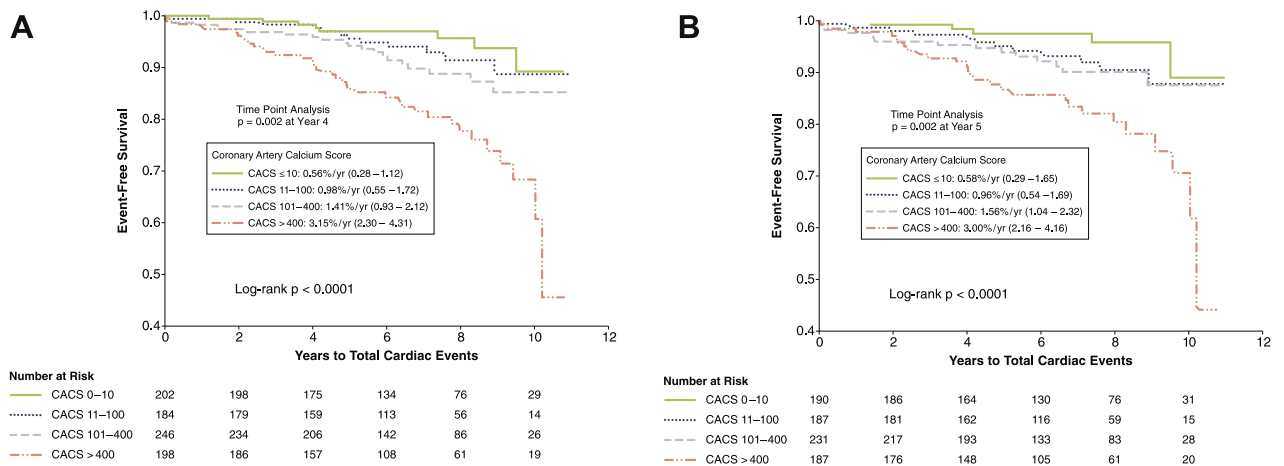 A
1.0
0.9
0.8
0.7
0.6
0.5
0.4
Event-Free Survival
Time Point Analysis
p = 0.002 at Year 4
Coronary Artery Calcium Score
CACS ≤10: 0.56%/yr (0.28–1.12)
CACS 11–100: 0.98%/yr (0.55–1.72)
CACS 101–400: 1.41%/yr (0.93–2.12)
CACS >400: 3.15%/yr (2.30–4.31)
Log-rank p < 0.0001
0 2 4 6 8 10 12
Years to Total Cardiac Events
Number at Risk
CACS 0–10 202 198 175 134 76 29
CACS 11–100 184 179 159 113 56 14
CACS 101–400 246 234 206 142 86 26
CACS >400 198 186 157 108 61 19
B
1.0
0.9
0.8
0.7
0.6
0.5
0.4
Event-Free Survival
Time Point Analysis
p = 0.002 at Year 5
Coronary Artery Calcium Score
CACS ≤10: 0.58%/yr (0.29–1.65)
CACS 11–100: 0.96%/yr (0.54–1.69)
CACS 101–400: 1.56%/yr (1.04–2.32)
CACS >400: 3.00%/yr (2.16–4.16)
Log-rank p < 0.0001
0 2 4 6 8 10 12
Years to Total Cardiac Events
Number at Risk
CACS 0–10 190 186 164 130 76 31
CACS 11–100 187 181 162 116 59 15
CACS 101–400 231 217 193 133 83 28
CACS >400 187 176 148 105 61 20